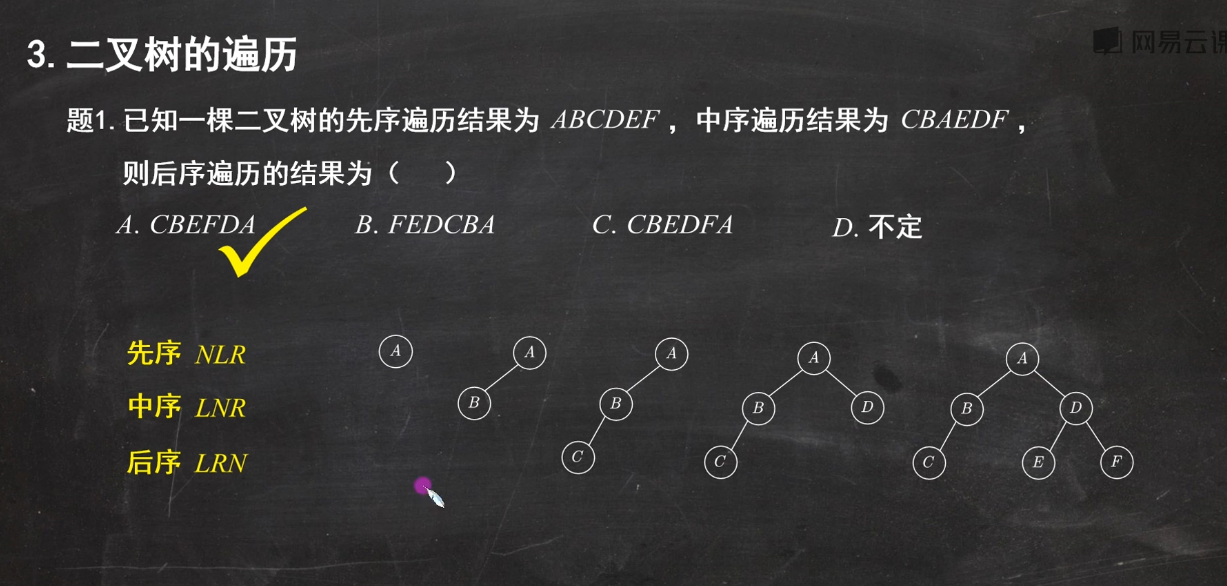 网易云课
3. 二叉树的遍历
题1. 已知一棵二叉树的先序遍历结果为 ABCDEF ，中序遍历结果为 CBAEDF ，
则后序遍历的结果为（ ）
A. CBEFDA B. FEDCBA C. CBEDFA D. 不定
先序 NLR
中序 LNR
后序 LRN
A
A
B
A
B
C
A
B D
C
A
B D
C E F